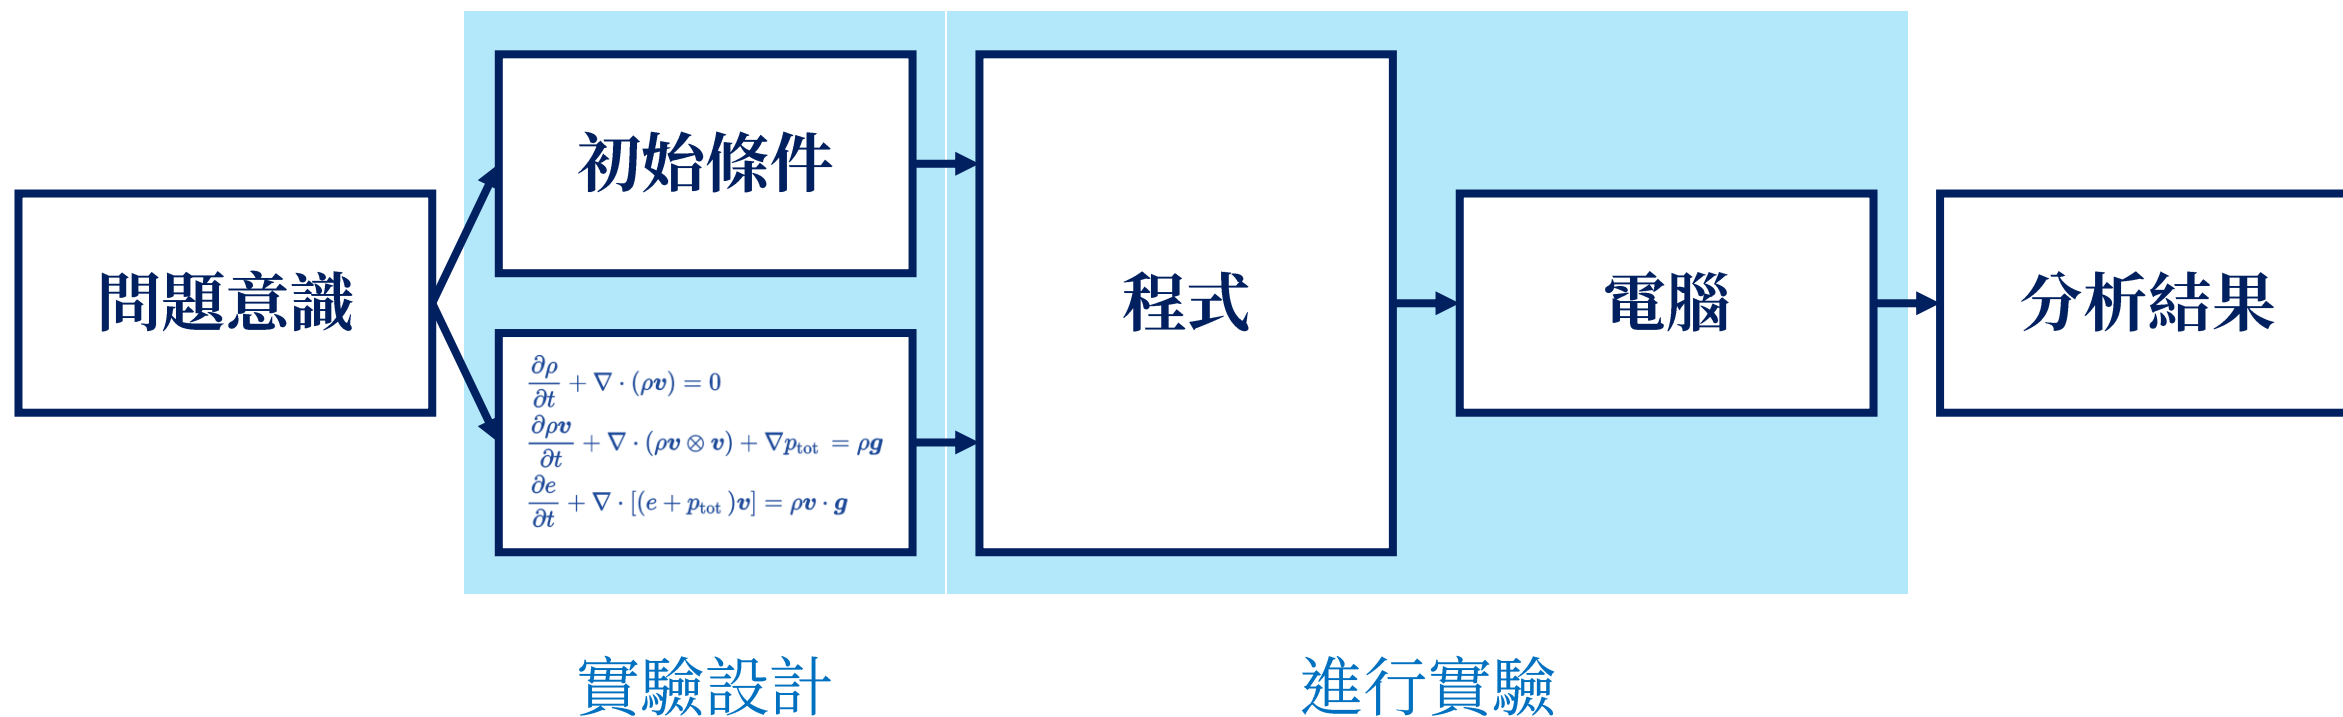 問題意識
初始條件
∂ρ/∂t + ∇ · (ρv) = 0
∂ρv/∂t + ∇ · (ρv ⊗ v) + ∇p_tot = ρg
∂e/∂t + ∇ · [(e + p_tot)v] = ρv · g
程式
電腦
分析結果
實驗設計
進行實驗